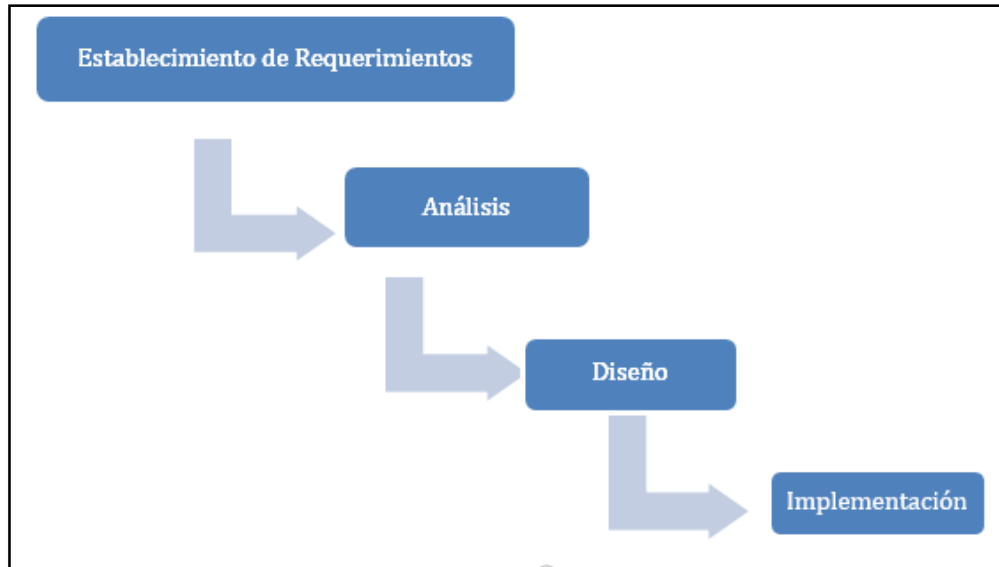 Establecimiento de Requerimientos
Análisis
Diseño
Implementación